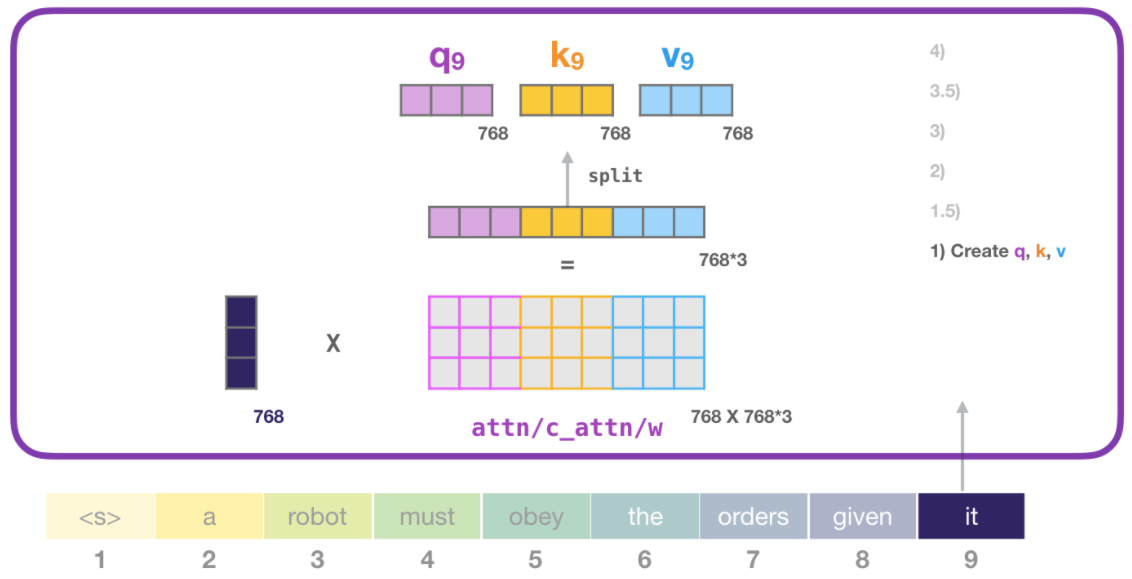 q9 k9 v9
768 768 768
split
768*3
=
X
768
768 X 768*3
attn/c_attn/w
4)
3.5)
3)
2)
1.5)
1) Create q, k, v
<s> a robot must obey the orders given it
1 2 3 4 5 6 7 8 9